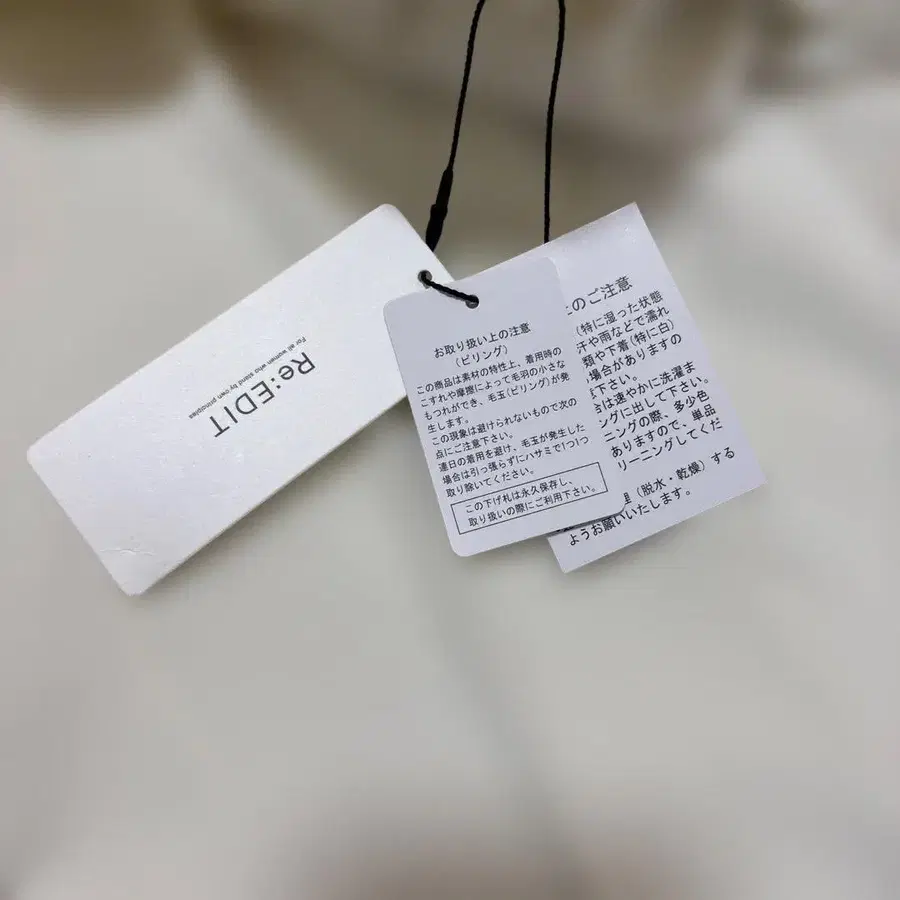 Re:EDIT
For all women who stand by own principles
お取り扱い上の注意
(ピリング)
この商品は素材の特性上、着用時の
こすれや摩擦によって毛羽の小さな
もつれができ、毛玉(ピリング)が発
生します。
この現象は避けられないもので次の
点にご注意下さい。
連日の着用を避け、毛玉が発生した
場合は引っ張らずにハサミで1つ1つ
取り除いてください。
この下げ札は永久保存し、
取り扱いの際にご利用下さい。
上のご注意
(特に湿った状態
汗や雨などで濡れ
類や下着(特に白)
場合がありますの
下さい。
合は速やかに洗濯ま
ングに出して下さい。
ニングの際、多少色
ありますので、単品
リーニングしてくだ
理(脱水・乾燥)する
ようお願いいたします。